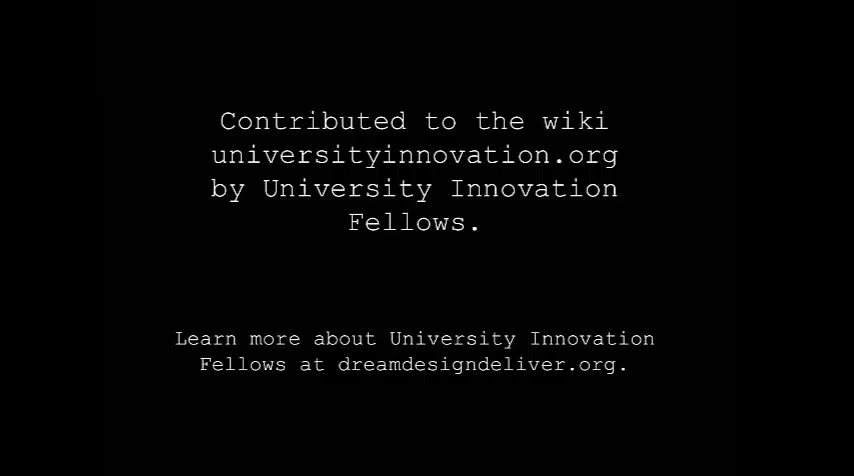 Contributed to the wiki
universityinnovation.org
by University Innovation
Fellows.
Learn more about University Innovation
Fellows at dreamdesigndeliver.org.